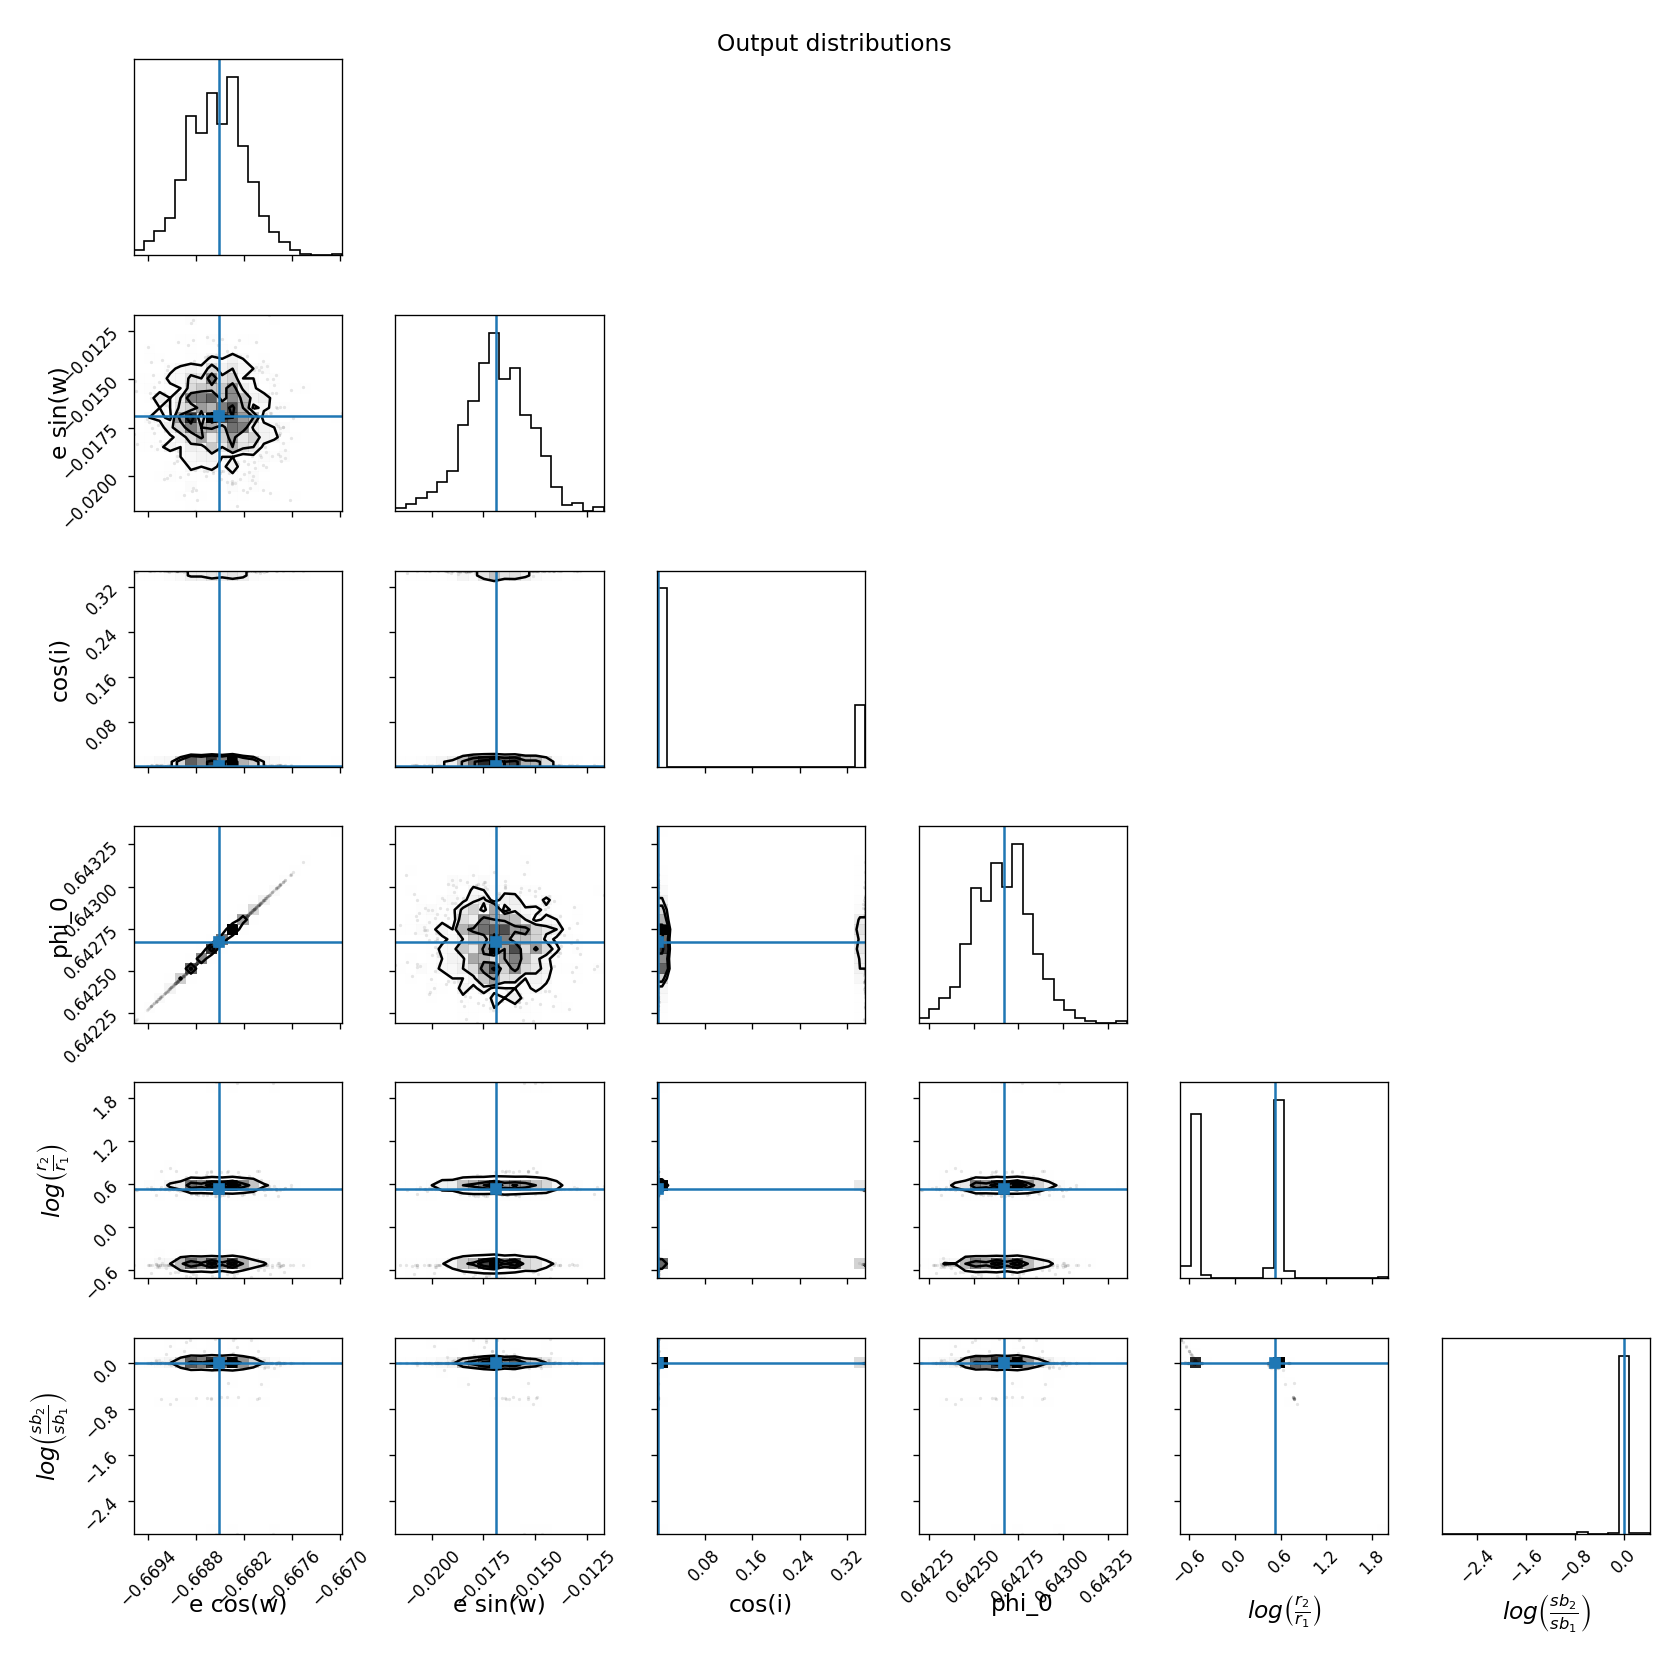 Output distributions
e sin(w)
−0.0125
−0.0150
−0.0175
−0.0200
cos(i)
0.32
0.24
0.16
0.08
phi_0
0.64325
0.64300
0.64275
0.64250
0.64225
log(r₂/r₁)
1.8
1.2
0.6
0.0
−0.6
log(sb₂/sb₁)
0.0
−0.8
−1.6
−2.4
−0.6694 −0.6688 −0.6682 −0.6676 −0.6670
e cos(w)
−0.0200 −0.0175 −0.0150 −0.0125
e sin(w)
0.08 0.16 0.24 0.32
cos(i)
0.64225 0.64250 0.64275 0.64300 0.64325
phi_0
−0.6 0.0 0.6 1.2 1.8
log(r₂/r₁)
−2.4 −1.6 −0.8 0.0
log(sb₂/sb₁)